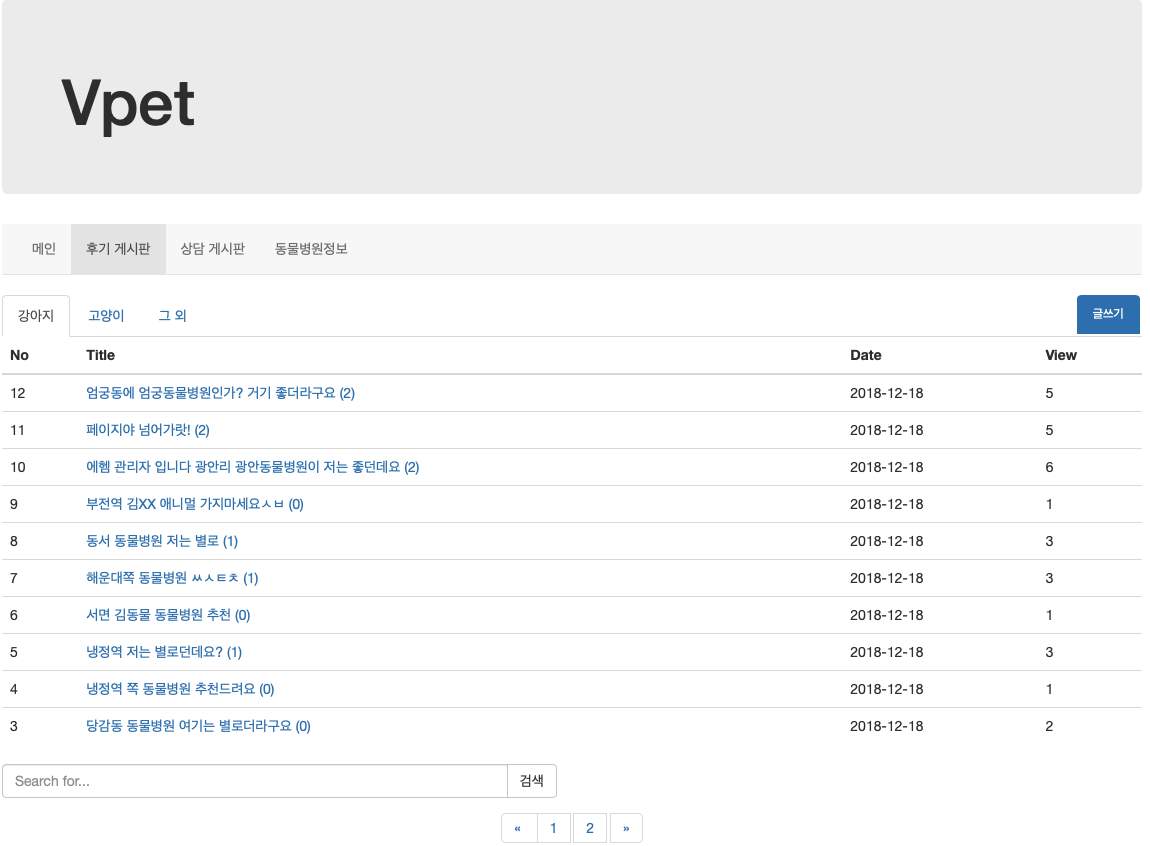 Vpet
메인 후기 게시판 상담 게시판 동물병원정보
강아지 고양이 그 외 글쓰기
No Title Date View
12 엄궁동에 엄궁동물병원인가? 거기 좋더라구요 (2) 2018-12-18 5
11 페이지야 넘어가랏! (2) 2018-12-18 5
10 에헴 관리자 입니다 광안리 광안동물병원이 저는 좋던데요 (2) 2018-12-18 6
9 부전역 김XX 애니멀 가지마세요ㅅㅂ (0) 2018-12-18 1
8 동서 동물병원 저는 별로 (1) 2018-12-18 3
7 해운대쪽 동물병원 ㅆㅅㅌㅊ (1) 2018-12-18 3
6 서면 김동물 동물병원 추천 (0) 2018-12-18 1
5 냉정역 저는 별로던데요? (1) 2018-12-18 3
4 냉정역 쪽 동물병원 추천드려요 (0) 2018-12-18 1
3 당감동 동물병원 여기는 별로더라구요 (0) 2018-12-18 2
Search for... 검색
« 1 2 »